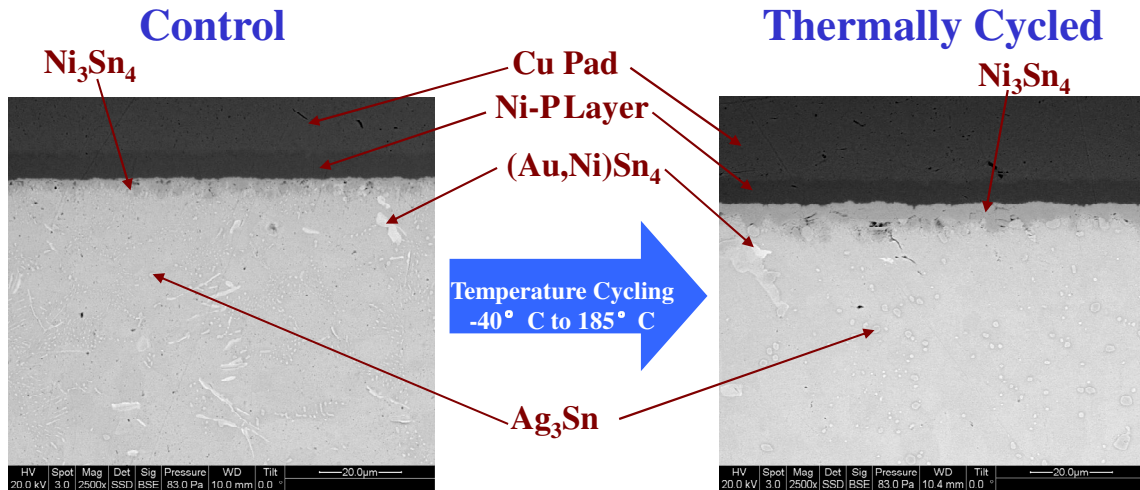 Control
Thermally Cycled
Ni₃Sn₄
Cu Pad
Ni₃Sn₄
Ni-P Layer
(Au,Ni)Sn₄
Temperature Cycling
-40° C to 185° C
Ag₃Sn
HV Spot Mag Det Sig Pressure WD Tilt 20.0µm
20.0 kV 3.0 2500x SSD BSE 83.0 Pa 10.0 mm 0.0 °
HV Spot Mag Det Sig Pressure WD Tilt 20.0µm
20.0 kV 3.0 2500x SSD BSE 83.0 Pa 10.4 mm 0.0 °